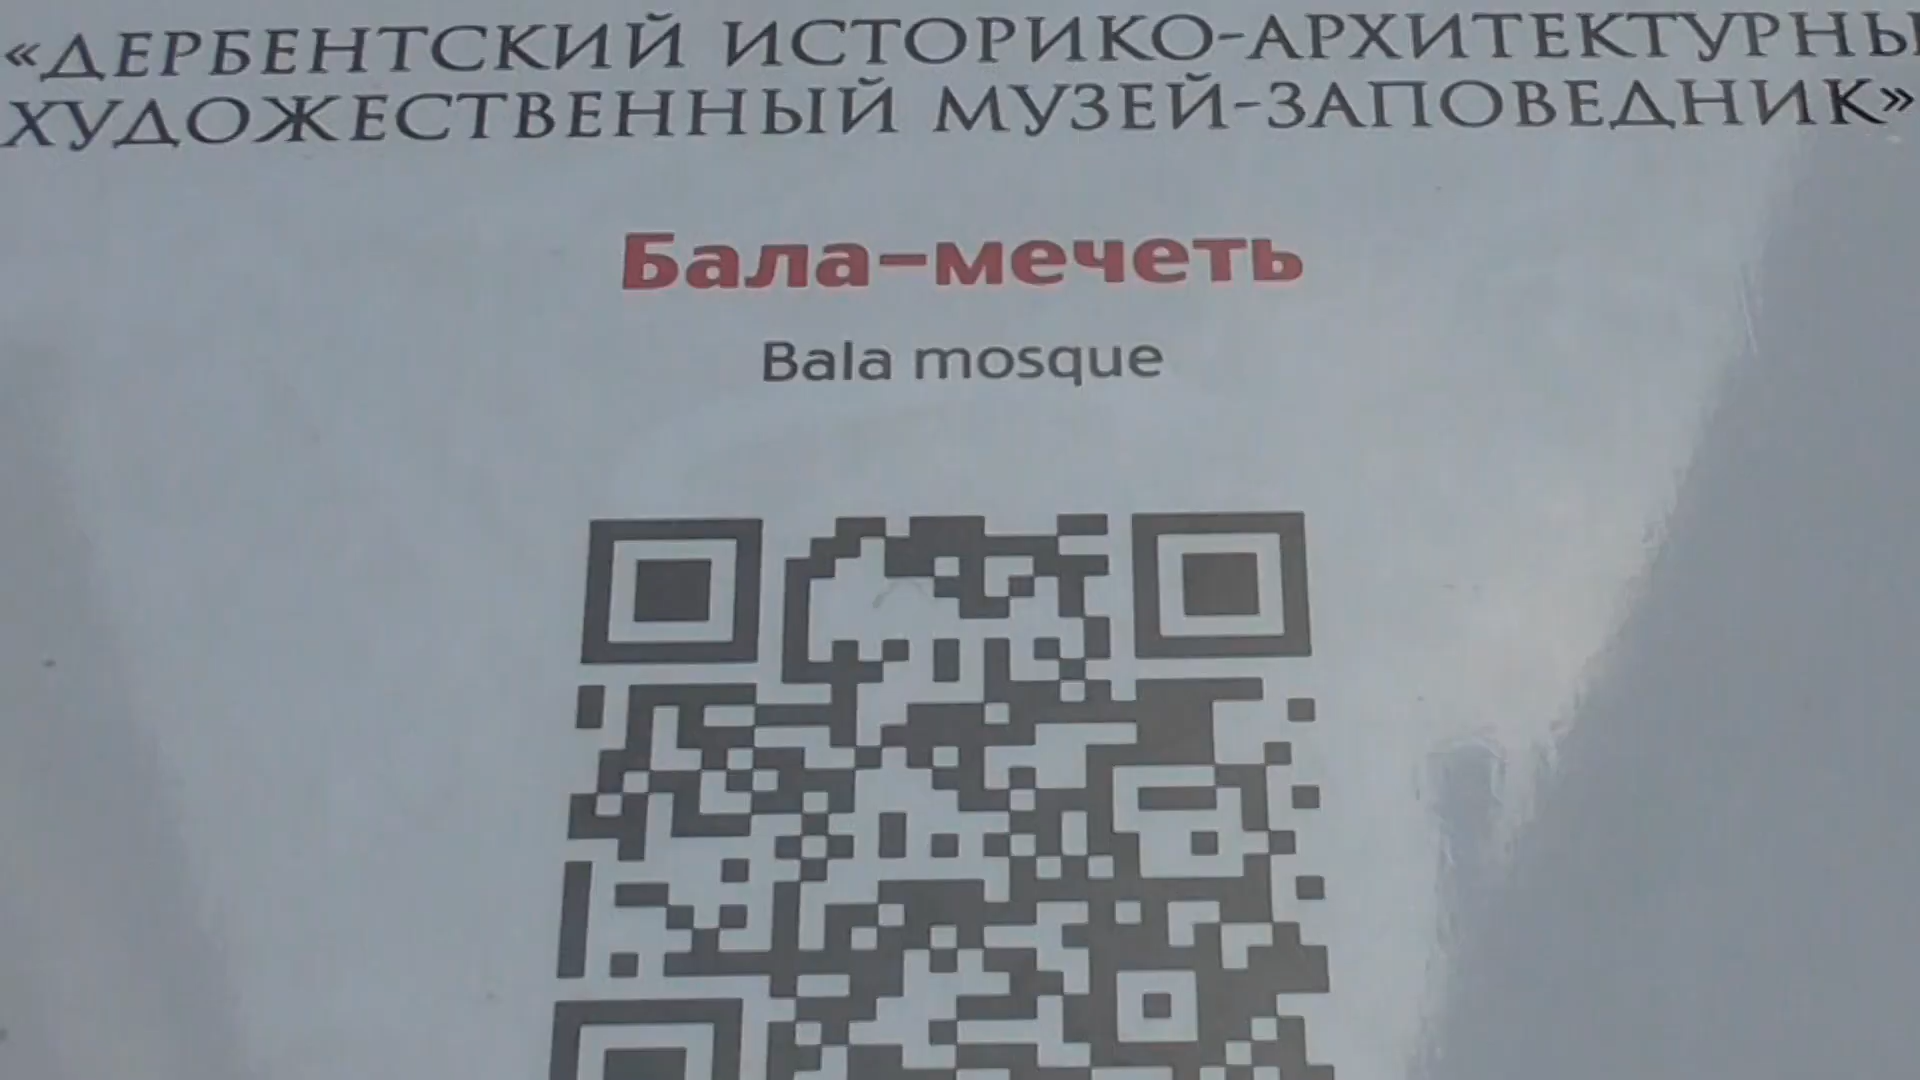 «ДЕРБЕНТСКИЙ ИСТОРИКО-АРХИТЕКТУРНЫ
ХУДОЖЕСТВЕННЫЙ МУЗЕЙ-ЗАПОВЕДНИК»
Бала-мечеть
Bala mosque